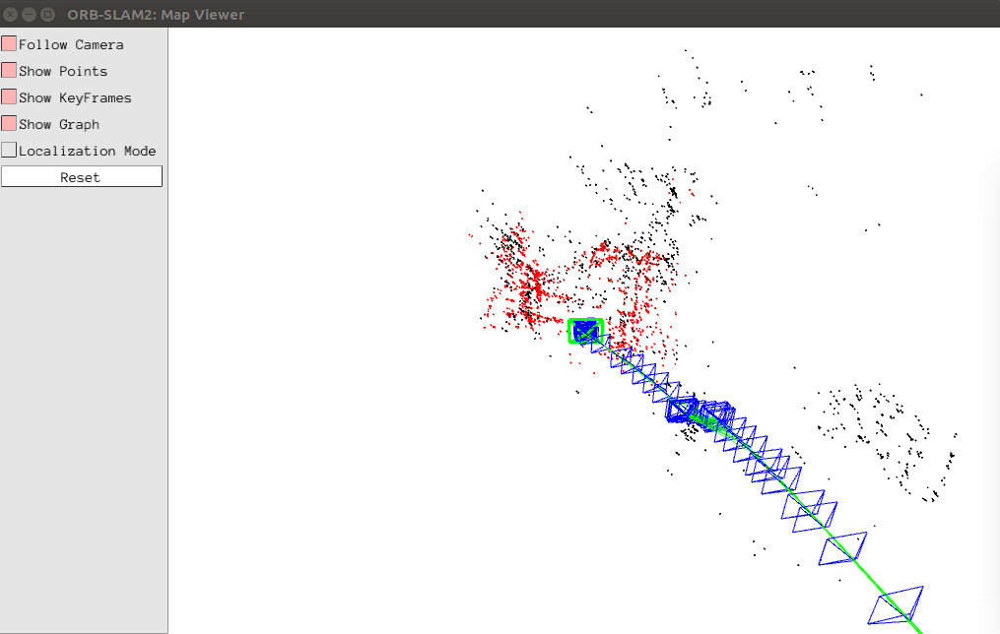 ORB-SLAM2: Map Viewer
Follow Camera
Show Points
Show KeyFrames
Show Graph
Localization Mode
Reset